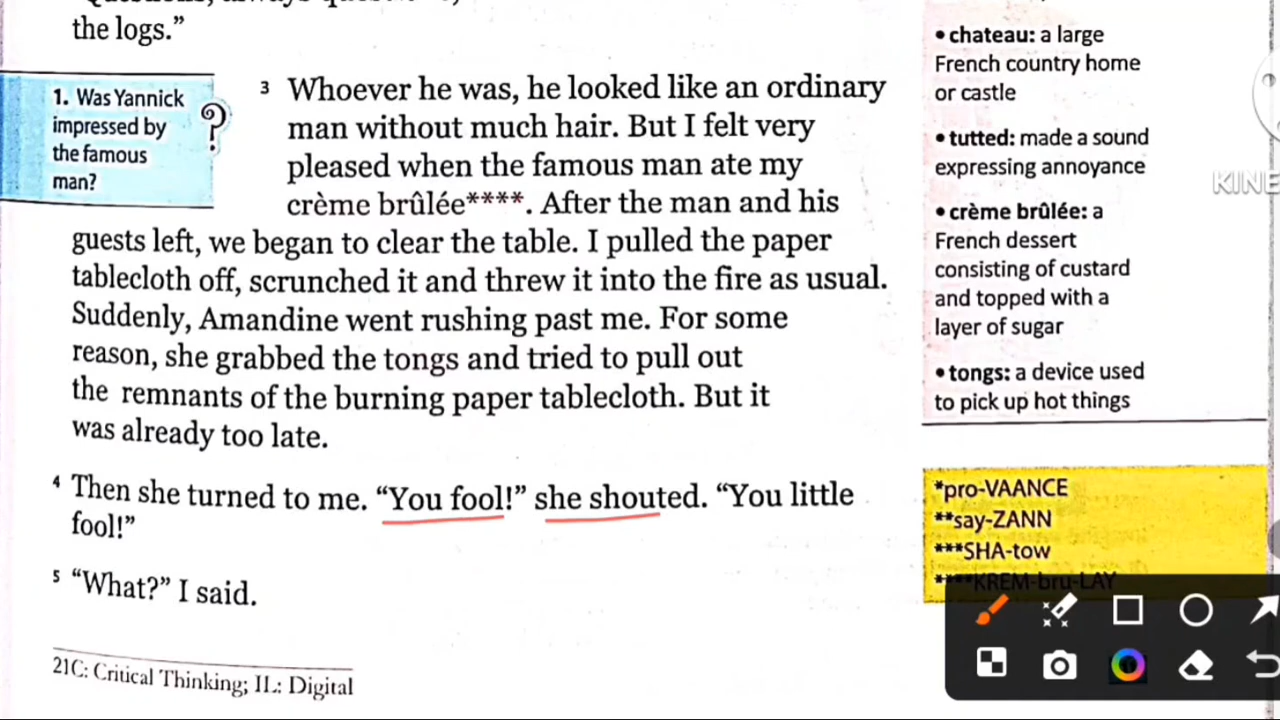 the logs.”
1. Was Yannick
impressed by
the famous
man?
?
3 Whoever he was, he looked like an ordinary
man without much hair. But I felt very
pleased when the famous man ate my
crème brûlée****. After the man and his
guests left, we began to clear the table. I pulled the paper
tablecloth off, scrunched it and threw it into the fire as usual.
Suddenly, Amandine went rushing past me. For some
reason, she grabbed the tongs and tried to pull out
the remnants of the burning paper tablecloth. But it
was already too late.
4 Then she turned to me. “You fool!” she shouted. “You little
fool!”
5 “What?” I said.
21C: Critical Thinking; IL: Digital
• chateau: a large
French country home
or castle
• tutted: made a sound
expressing annoyance
• crème brûlée: a
French dessert
consisting of custard
and topped with a
layer of sugar
• tongs: a device used
to pick up hot things
*pro-VAANCE
**say-ZANN
***SHA-tow
****KREM-bru-LAY
KINE